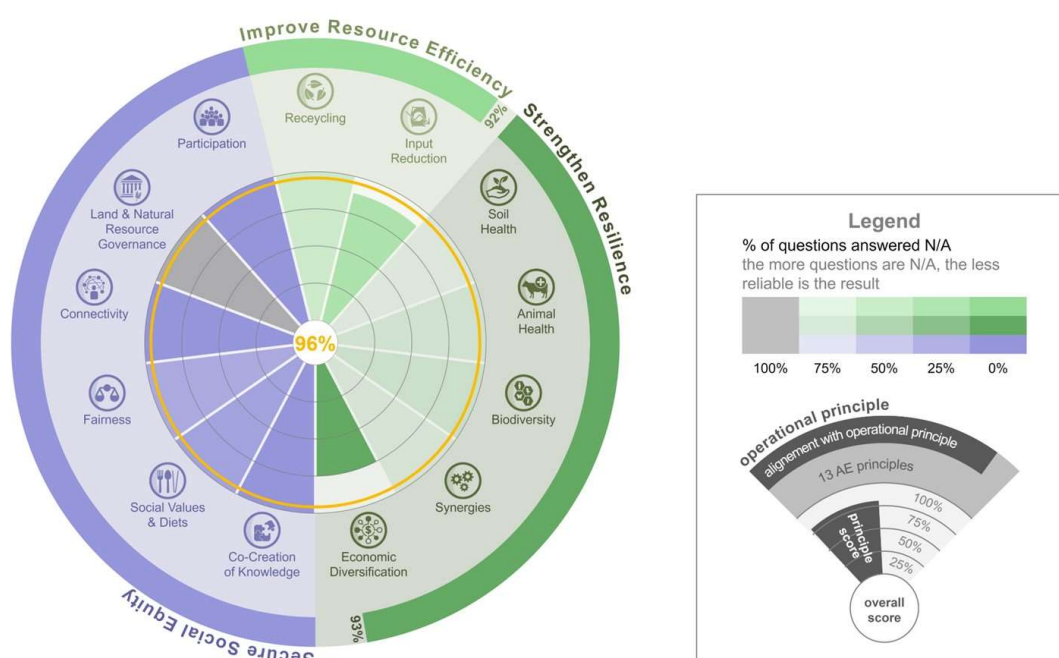 Improve Resource Efficiency
92%
Strengthen Resilience
Receycling
Input
Reduction
Participation
Soil
Health
Land & Natural
Resource
Governance
Animal
Health
Connectivity
96%
Fairness
Biodiversity
Social Values
& Diets
Synergies
Co-Creation
of Knowledge
Economic
Diversification
93%
Secure Social Equity
Legend
% of questions answered N/A
the more questions are N/A, the less
reliable is the result
100% 75% 50% 25% 0%
operational principle
alignement with operational principle
13 AE principles
100%
75%
50%
25%
principle
score
overall
score